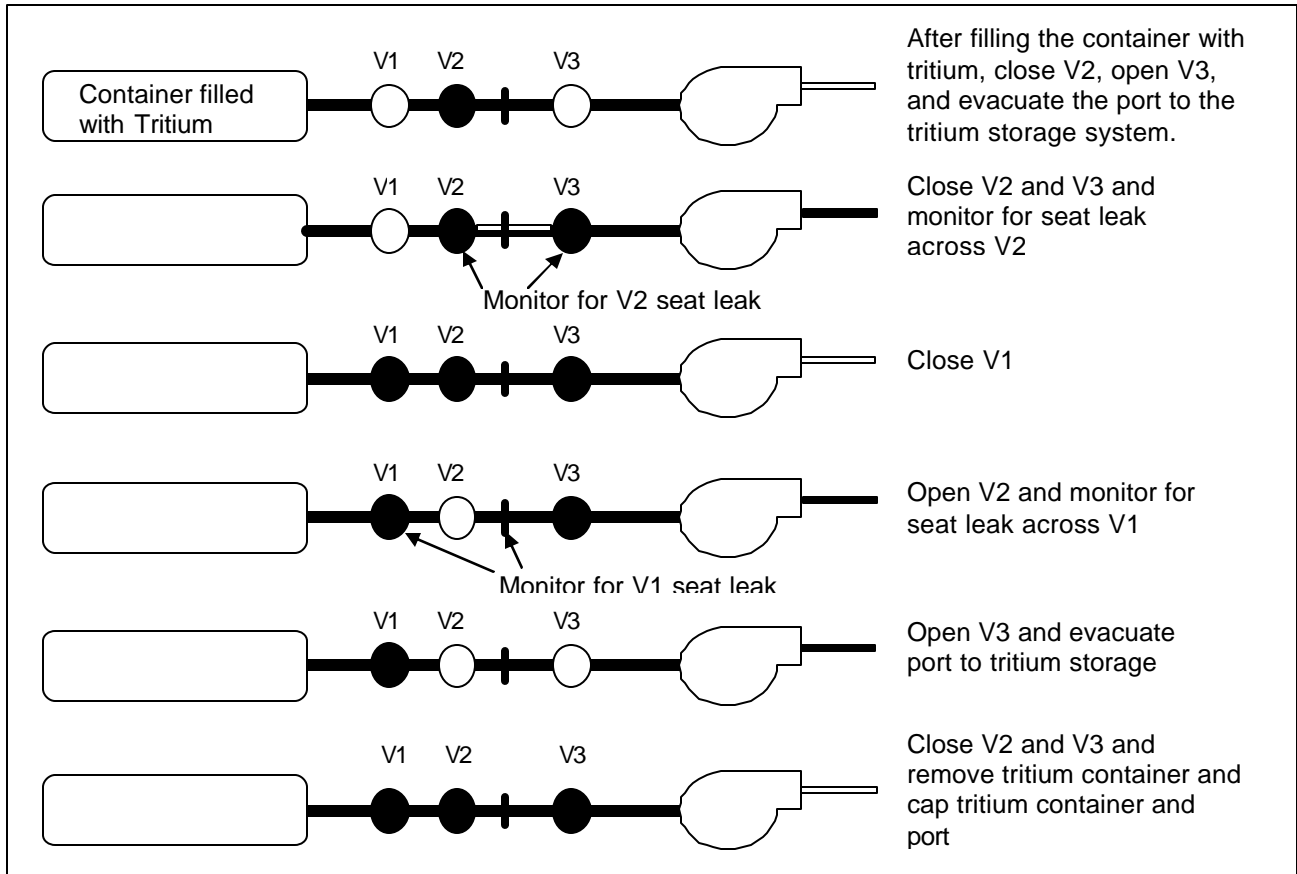 V1 V2 V3
Container filled
with Tritium
After filling the container with
tritium, close V2, open V3,
and evacuate the port to the
tritium storage system.
V1 V2 V3
Close V2 and V3 and
monitor for seat leak
across V2
Monitor for V2 seat leak
V1 V2 V3
Close V1
V1 V2 V3
Open V2 and monitor for
seat leak across V1
Monitor for V1 seat leak
V1 V2 V3
Open V3 and evacuate
port to tritium storage
V1 V2 V3
Close V2 and V3 and
remove tritium container and
cap tritium container and
port